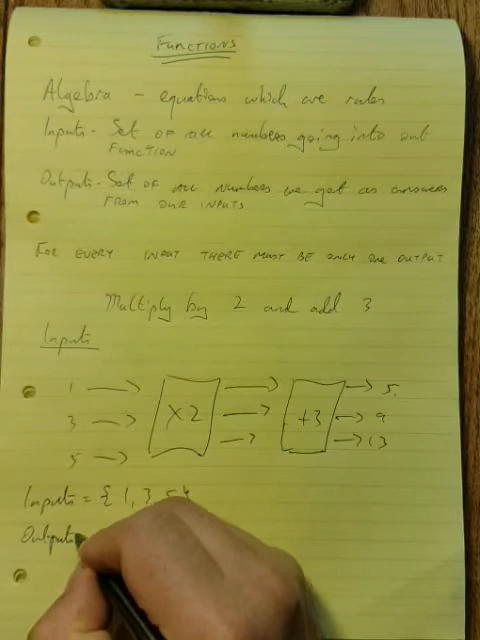 FUNCTIONS
Algebra - equations which are rules
Inputs - Set of all numbers going into our
FUNCTION
Outputs - Set of all numbers we get as answers
FROM OUR INPUTS
FOR EVERY INPUT THERE MUST BE ONLY ONE OUTPUT
Multiply by 2 and add 3
Inputs
1 → ×2 → +3 → 5
3 → → → 9
5 → → → 13
Inputs = { 1, 3, 5}
Outputs